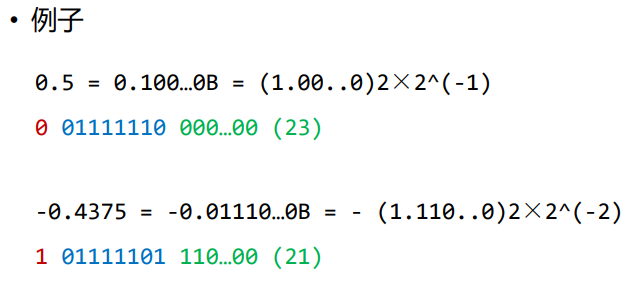 • 例子
0.5 = 0.100…0B = (1.00..0)2×2^(-1)
0 01111110 000…00 (23)
-0.4375 = -0.01110…0B = - (1.110..0)2×2^(-2)
1 01111101 110…00 (21)